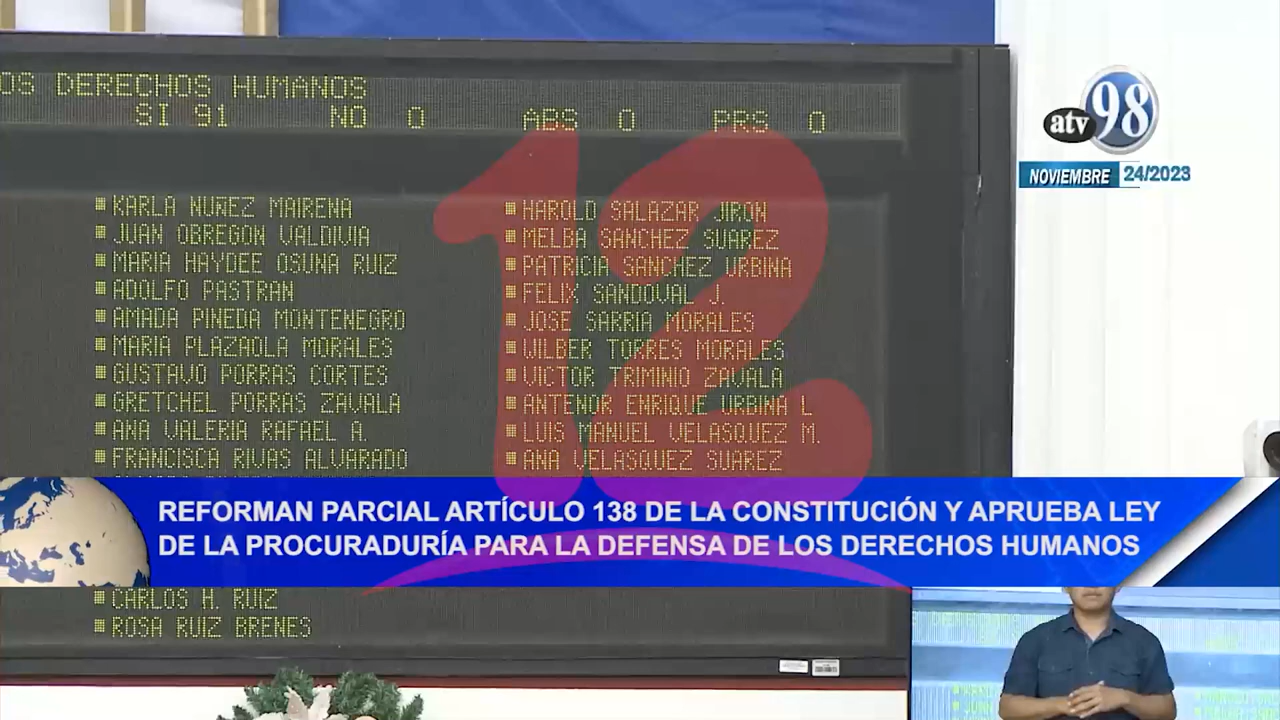 OS DERECHOS HUMANOS
SI 91 NO 0 ABS 0 PRS 0
KARLA NUÑEZ MAIRENA
JUAN OBREGON VALDIVIA
MARIA HAYDEE OSUNA RUIZ
ADOLFO PASTRAN
AMADA PINEDA MONTENEGRO
MARIA PLAZAOLA MORALES
GUSTAVO PORRAS CORTES
GRETCHEL PORRAS ZAVALA
ANA VALERIA RAFAEL A.
FRANCISCA RIVAS ALVARADO
CARLOS H. RUIZ
ROSA RUIZ BRENES
HAROLD SALAZAR JIRON
MELBA SANCHEZ SUAREZ
PATRICIA SANCHEZ URBINA
FELIX SANDOVAL J.
JOSE SARRIA MORALES
WILBER TORRES MORALES
VICTOR TRIMINIO ZAVALA
ANTENOR ENRIQUE URBINA L
LUIS MANUEL VELASQUEZ M.
ANA VELASQUEZ SUAREZ
12
atv 98
NOVIEMBRE 24/2023
REFORMAN PARCIAL ARTÍCULO 138 DE LA CONSTITUCIÓN Y APRUEBA LEY
DE LA PROCURADURÍA PARA LA DEFENSA DE LOS DERECHOS HUMANOS